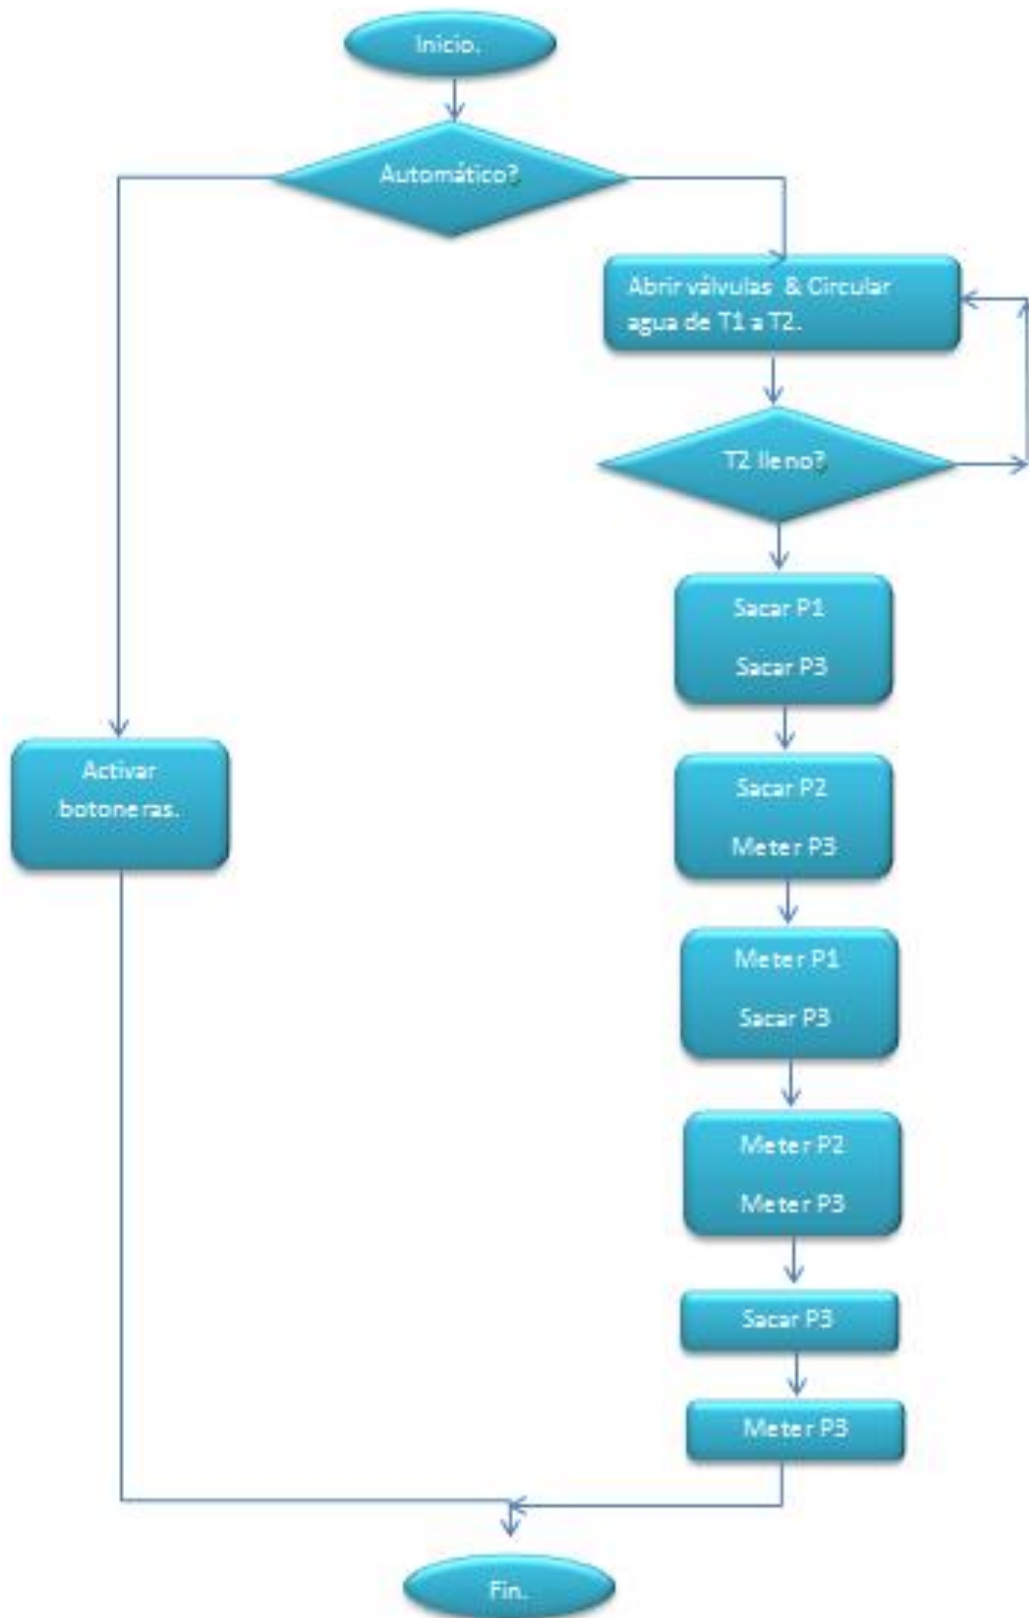 Inicio.
Automático?
Abrir válvulas & Circular
agua de T1 a T2.
T2 lleno?
Sacar P1
Sacar P3
Activar
botoneras.
Sacar P2
Meter P3
Meter P1
Sacar P3
Meter P2
Meter P3
Sacar P3
Meter P3
Fin.